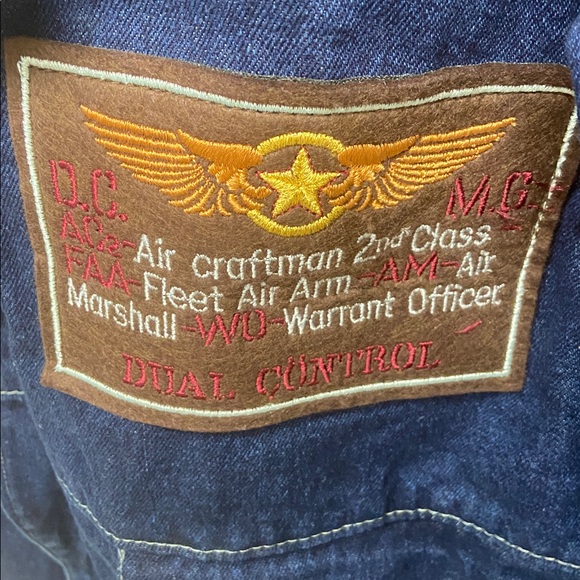 D.C. M.C.
AC2-Air craftman 2nd Class
FAA-Fleet Air Arm-AM-Air
Marshall-WO-Warrant Officer
DUAL CONTROL